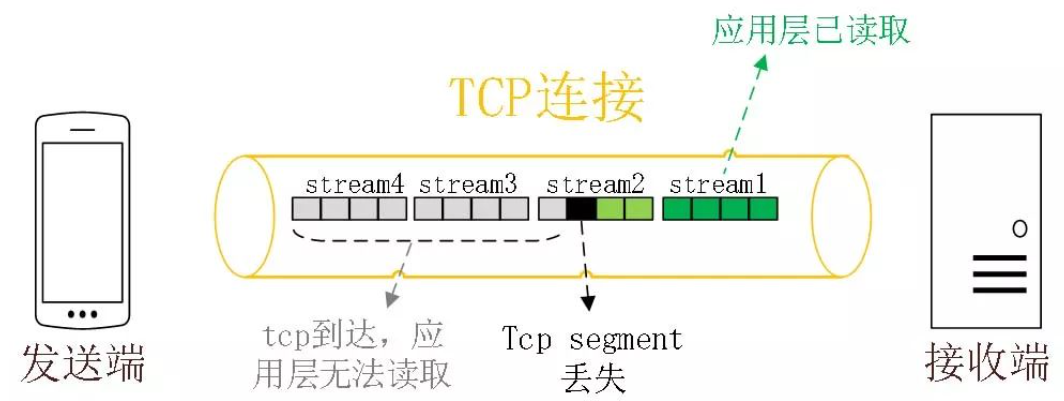 应用层已读取
TCP连接
stream4 stream3 stream2 stream1
tcp到达，应
用层无法读取
Tcp segment
丢失
发送端
接收端